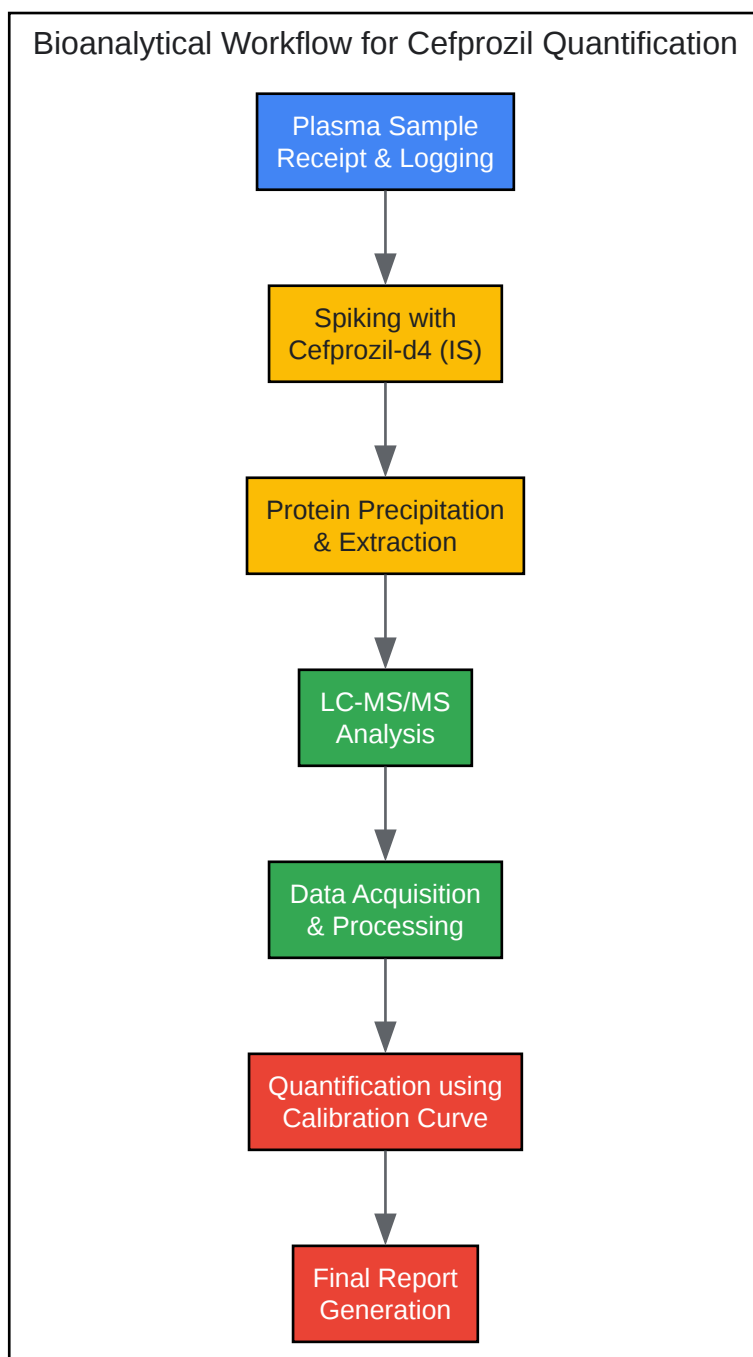 Bioanalytical Workflow for Cefprozil Quantification
Plasma Sample
Receipt & Logging
Spiking with
Cefprozil-d4 (IS)
Protein Precipitation
& Extraction
LC-MS/MS
Analysis
Data Acquisition
& Processing
Quantification using
Calibration Curve
Final Report
Generation